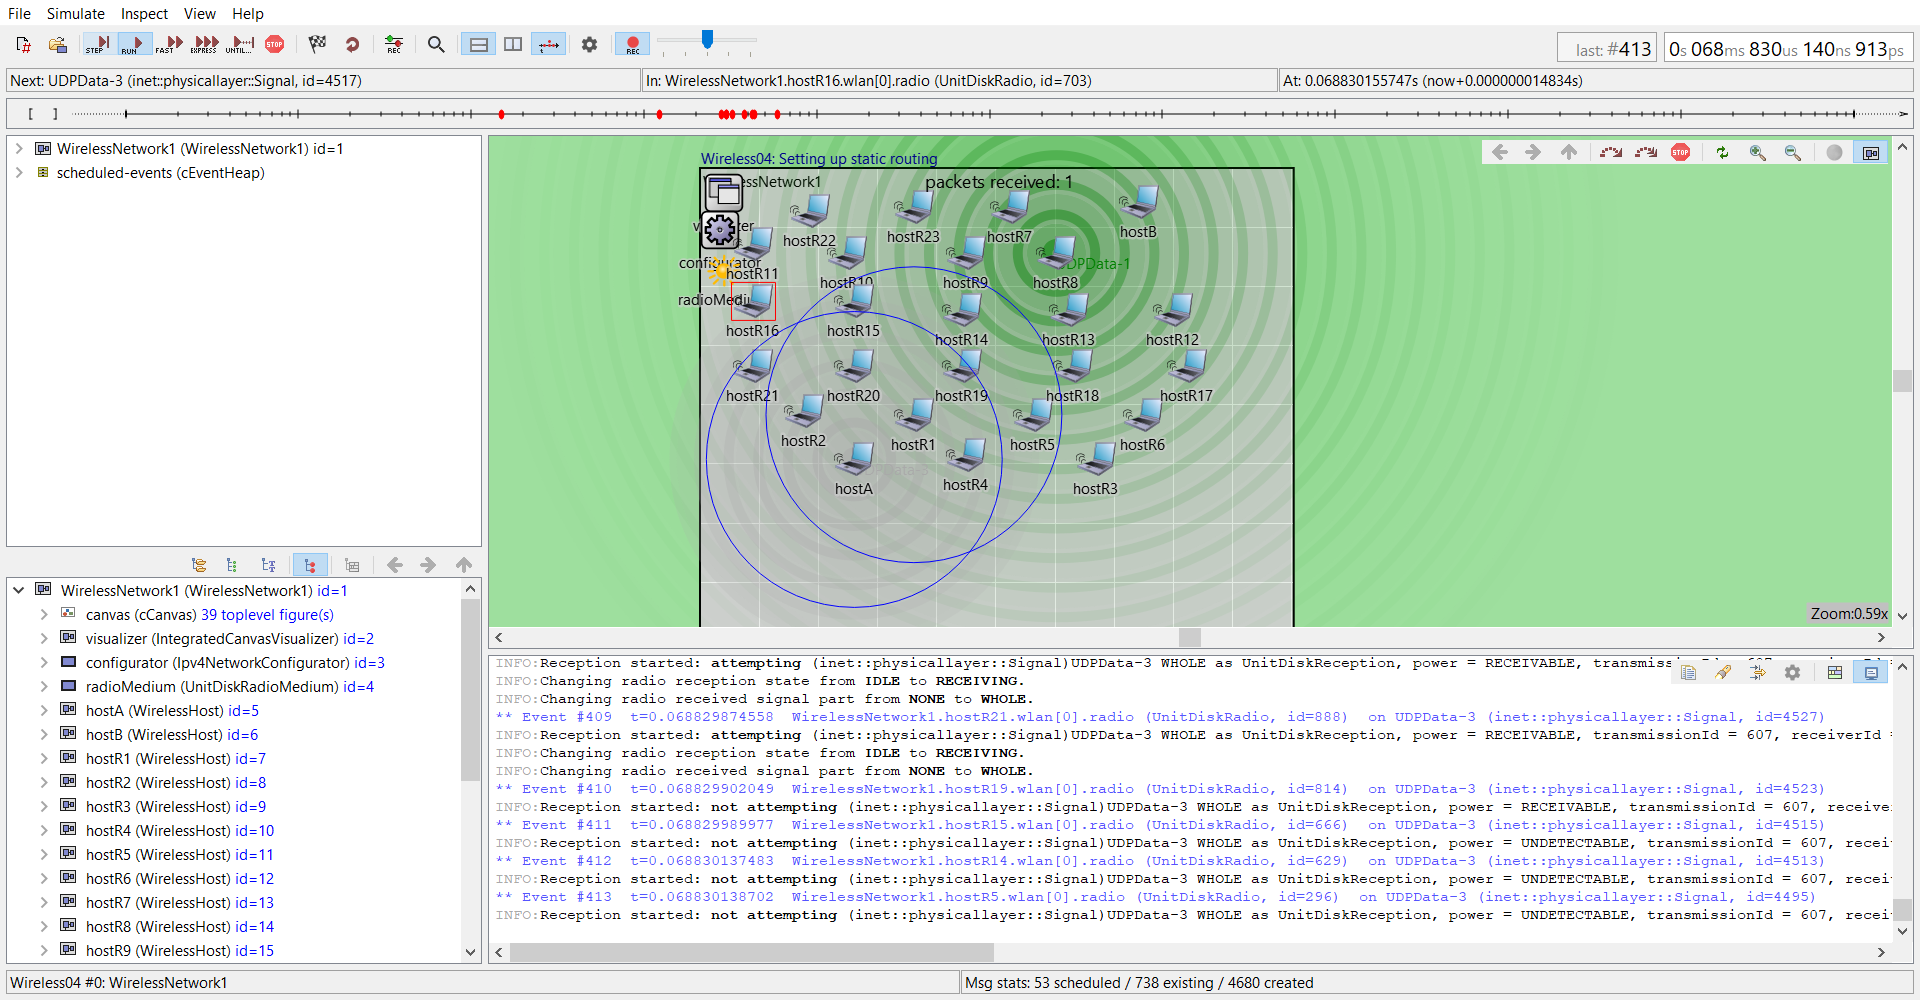 File Simulate Inspect View Help
STEP RUN FAST EXPRESS UNTIL... STOP REC REC last: #413 0s 068ms 830us 140ns 913ps
Next: UDPData-3 (inet::physicallayer::Signal, id=4517) In: WirelessNetwork1.hostR16.wlan[0].radio (UnitDiskRadio, id=703) At: 0.068830155747s (now+0.000000014834s)
[ ]
WirelessNetwork1 (WirelessNetwork1) id=1
scheduled-events (cEventHeap)
WirelessNetwork1 (WirelessNetwork1) id=1
canvas (cCanvas) 39 toplevel figure(s)
visualizer (IntegratedCanvasVisualizer) id=2
configurator (Ipv4NetworkConfigurator) id=3
radioMedium (UnitDiskRadioMedium) id=4
hostA (WirelessHost) id=5
hostB (WirelessHost) id=6
hostR1 (WirelessHost) id=7
hostR2 (WirelessHost) id=8
hostR3 (WirelessHost) id=9
hostR4 (WirelessHost) id=10
hostR5 (WirelessHost) id=11
hostR6 (WirelessHost) id=12
hostR7 (WirelessHost) id=13
hostR8 (WirelessHost) id=14
hostR9 (WirelessHost) id=15
Wireless04: Setting up static routing
STOP
packets received: 1
hostR22 hostR23 hostR7 hostB
configurator
UDPData-1
hostR11 hostR10 hostR9 hostR8
hostR16 hostR15 hostR14 hostR13 hostR12
hostR21 hostR20 hostR19 hostR18 hostR17
hostR2 hostR1 hostR5 hostR6
hostA hostR4 hostR3
Zoom:0.59x
INFO:Reception started: attempting (inet::physicallayer::Signal)UDPData-3 WHOLE as UnitDiskReception, power = RECEIVABLE,
INFO:Changing radio reception state from IDLE to RECEIVING.
INFO:Changing radio received signal part from NONE to WHOLE.
** Event #409 t=0.068829874558 WirelessNetwork1.hostR21.wlan[0].radio (UnitDiskRadio, id=888) on UDPData-3 (inet::physicallayer::Signal, id=4527)
INFO:Reception started: attempting (inet::physicallayer::Signal)UDPData-3 WHOLE as UnitDiskReception, power = RECEIVABLE, transmissionId = 607, receiverId =
INFO:Changing radio reception state from IDLE to RECEIVING.
INFO:Changing radio received signal part from NONE to WHOLE.
** Event #410 t=0.068829902049 WirelessNetwork1.hostR19.wlan[0].radio (UnitDiskRadio, id=814) on UDPData-3 (inet::physicallayer::Signal, id=4523)
INFO:Reception started: not attempting (inet::physicallayer::Signal)UDPData-3 WHOLE as UnitDiskReception, power = RECEIVABLE, transmissionId = 607, receive
** Event #411 t=0.068829989977 WirelessNetwork1.hostR15.wlan[0].radio (UnitDiskRadio, id=666) on UDPData-3 (inet::physicallayer::Signal, id=4515)
INFO:Reception started: not attempting (inet::physicallayer::Signal)UDPData-3 WHOLE as UnitDiskReception, power = UNDETECTABLE, transmissionId = 607, recei
** Event #412 t=0.068830137483 WirelessNetwork1.hostR14.wlan[0].radio (UnitDiskRadio, id=629) on UDPData-3 (inet::physicallayer::Signal, id=4513)
INFO:Reception started: not attempting (inet::physicallayer::Signal)UDPData-3 WHOLE as UnitDiskReception, power = UNDETECTABLE, transmissionId = 607, recei
** Event #413 t=0.068830138702 WirelessNetwork1.hostR5.wlan[0].radio (UnitDiskRadio, id=296) on UDPData-3 (inet::physicallayer::Signal, id=4495)
INFO:Reception started: not attempting (inet::physicallayer::Signal)UDPData-3 WHOLE as UnitDiskReception, power = UNDETECTABLE, transmissionId = 607, recei
Wireless04 #0: WirelessNetwork1 Msg stats: 53 scheduled / 738 existing / 4680 created